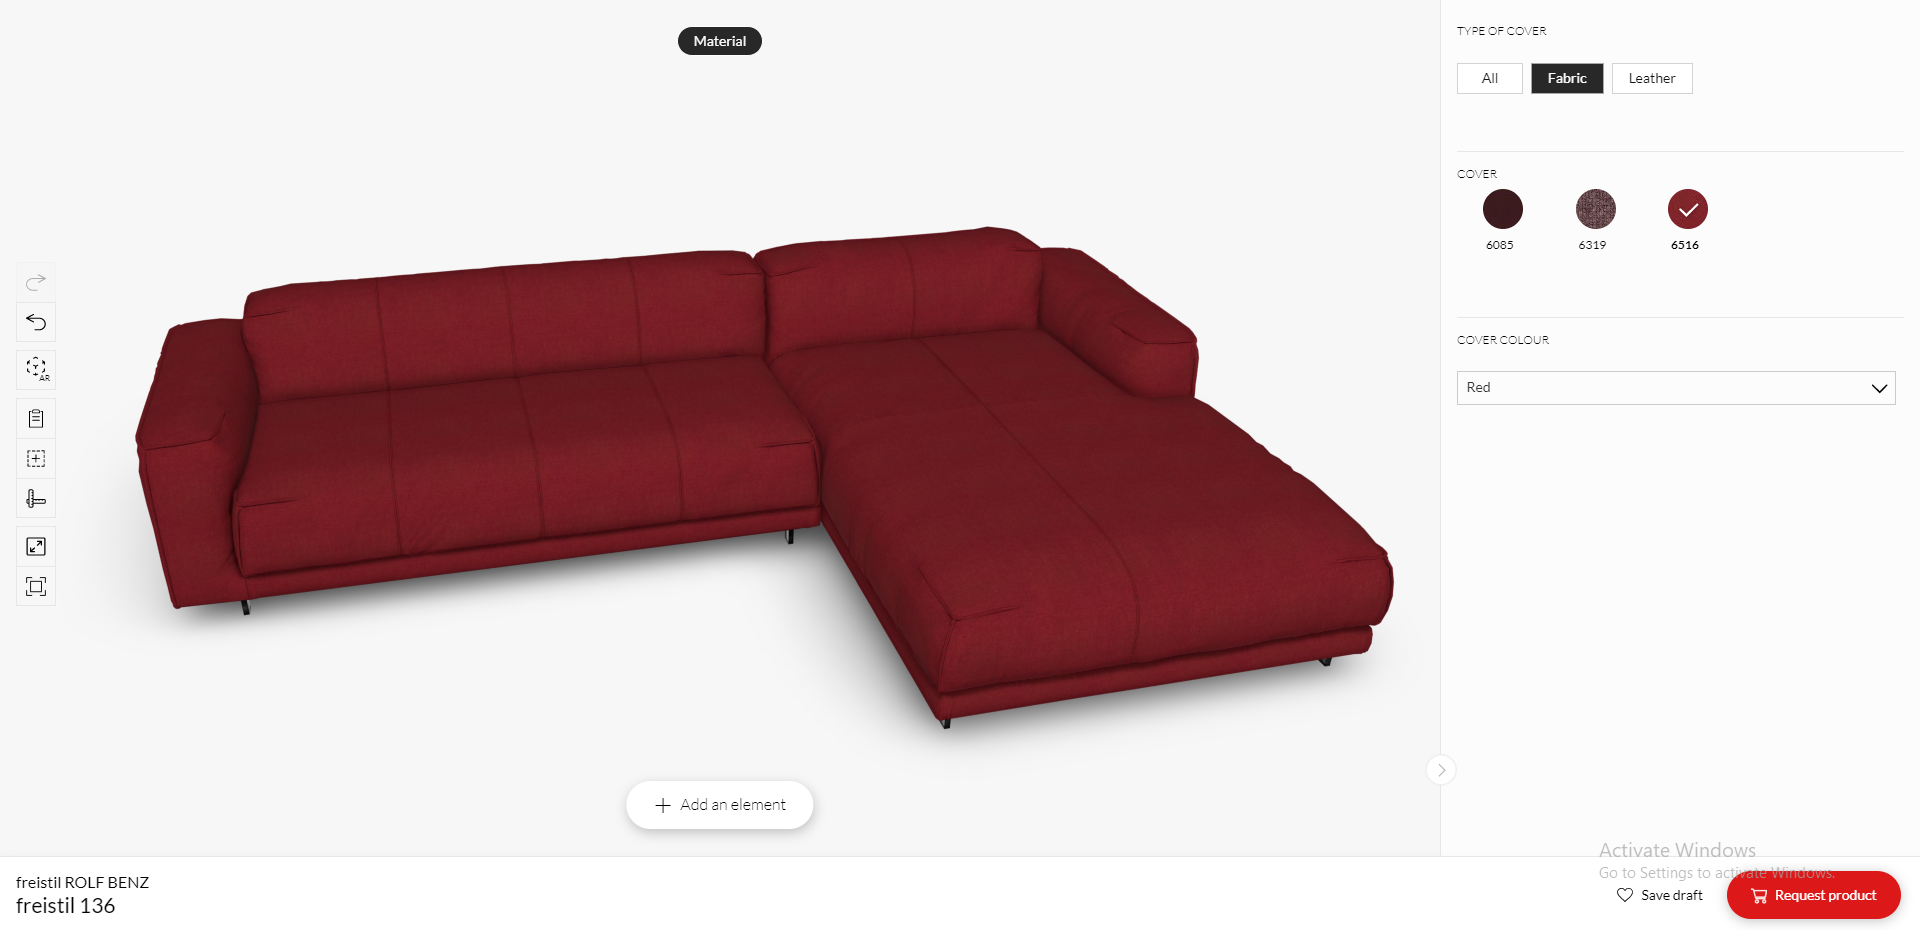 Material
TYPE OF COVER
All
Fabric
Leather
COVER
6085
6319
6516
COVER COLOUR
Red
AR
Add an element
freistil ROLF BENZ
freistil 136
Activate Windows
Go to Settings to activate Windows.
Save draft
Request product